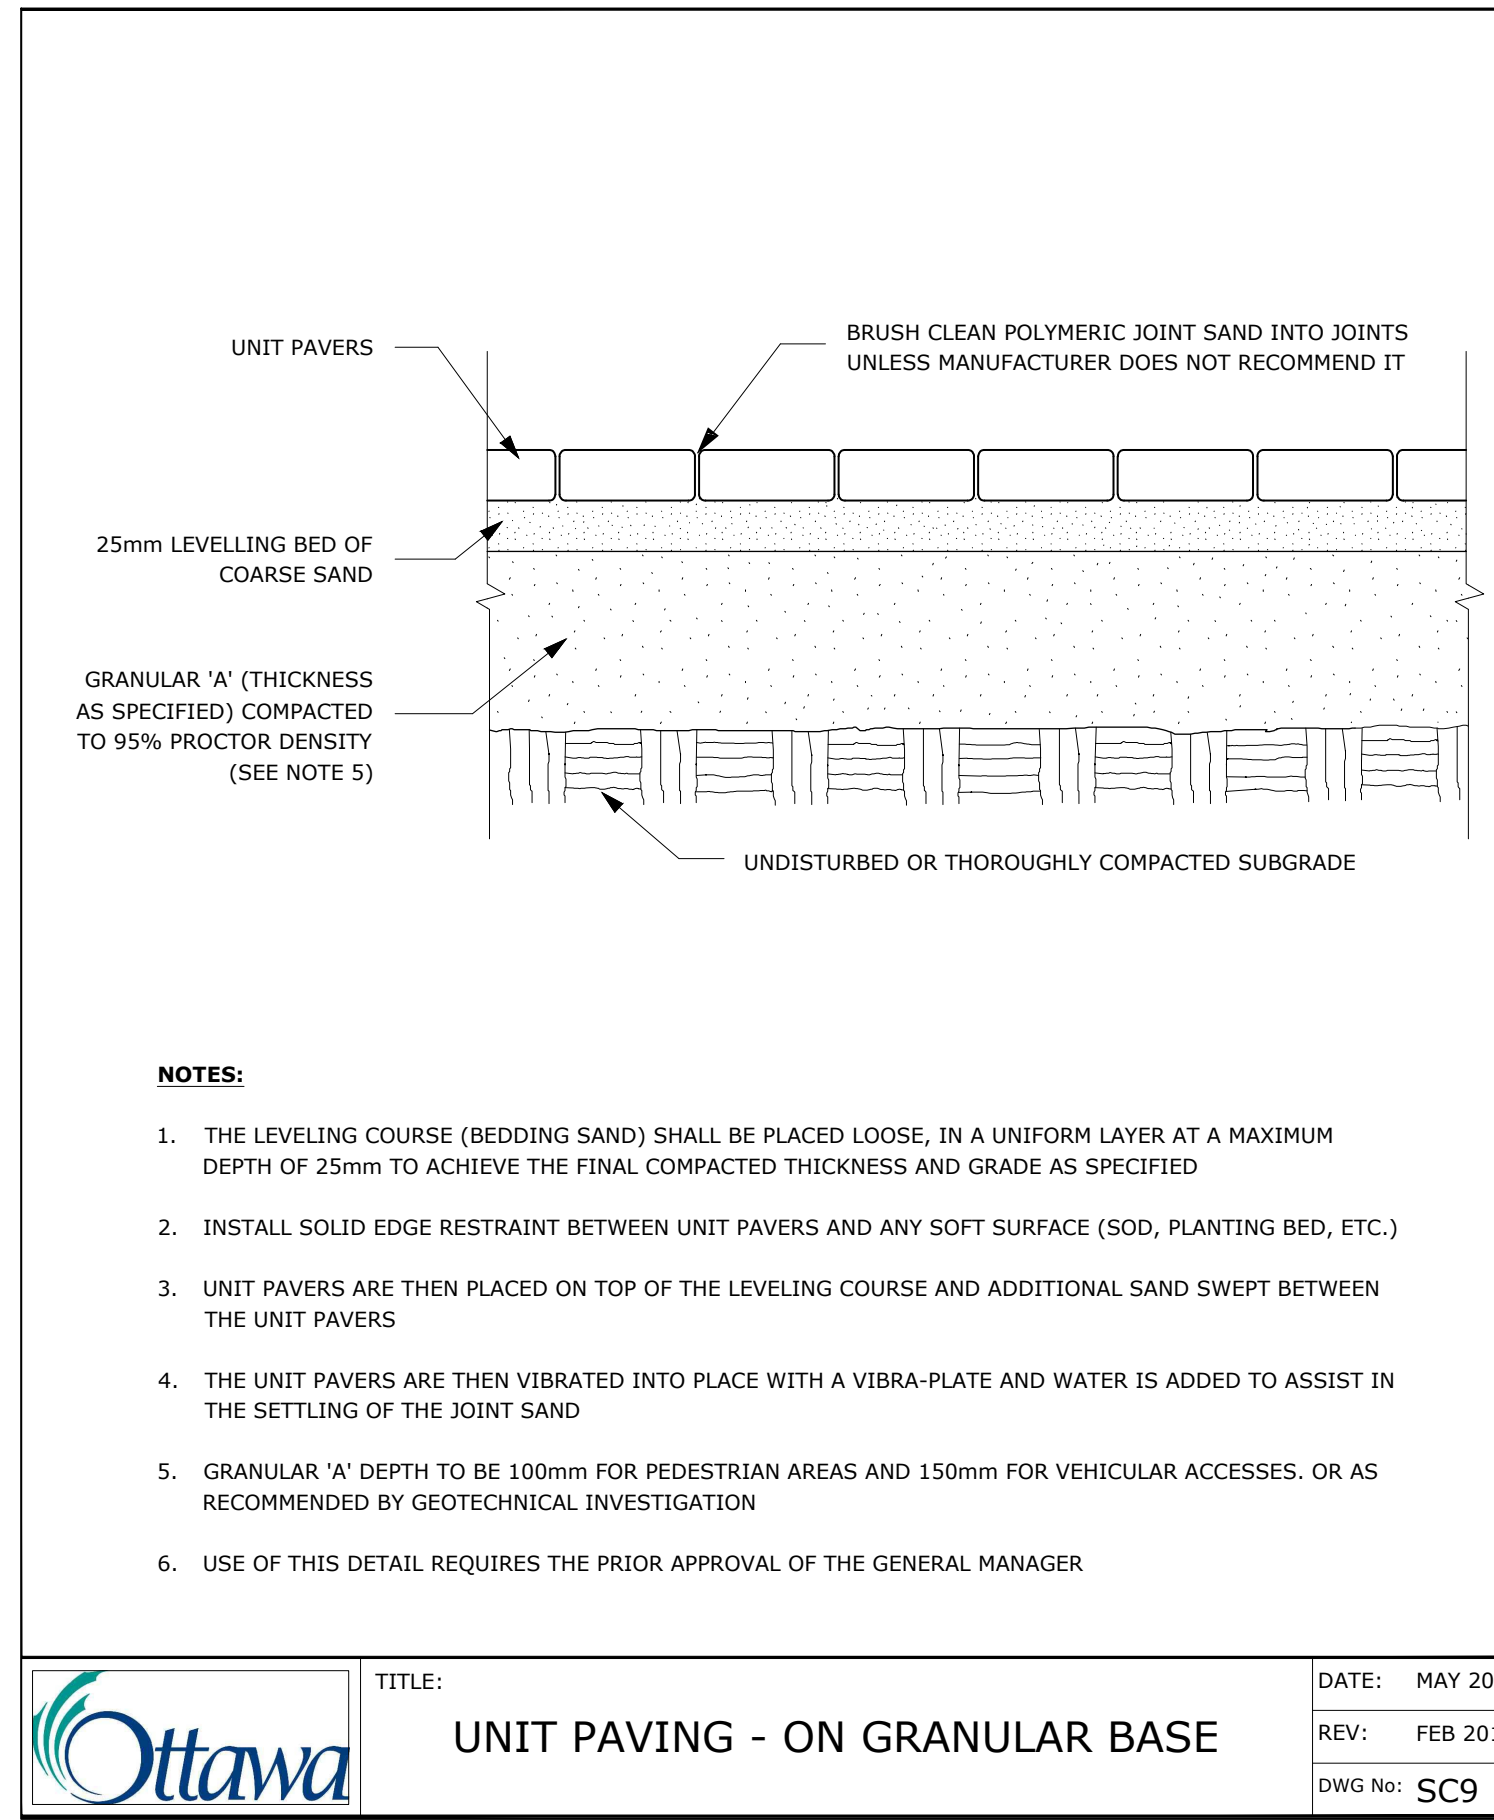 UNIT PAVERS
BRUSH CLEAN POLYMERIC JOINT SAND INTO JOINTS
UNLESS MANUFACTURER DOES NOT RECOMMEND IT
25mm LEVELLING BED OF
COARSE SAND
GRANULAR 'A' (THICKNESS
AS SPECIFIED) COMPACTED
TO 95% PROCTOR DENSITY
(SEE NOTE 5)
UNDISTURBED OR THOROUGHLY COMPACTED SUBGRADE
NOTES:
1. THE LEVELING COURSE (BEDDING SAND) SHALL BE PLACED LOOSE, IN A UNIFORM LAYER AT A MAXIMUM
DEPTH OF 25mm TO ACHIEVE THE FINAL COMPACTED THICKNESS AND GRADE AS SPECIFIED
2. INSTALL SOLID EDGE RESTRAINT BETWEEN UNIT PAVERS AND ANY SOFT SURFACE (SOD, PLANTING BED, ETC.)
3. UNIT PAVERS ARE THEN PLACED ON TOP OF THE LEVELING COURSE AND ADDITIONAL SAND SWEPT BETWEEN
THE UNIT PAVERS
4. THE UNIT PAVERS ARE THEN VIBRATED INTO PLACE WITH A VIBRA-PLATE AND WATER IS ADDED TO ASSIST IN
THE SETTLING OF THE JOINT SAND
5. GRANULAR 'A' DEPTH TO BE 100mm FOR PEDESTRIAN AREAS AND 150mm FOR VEHICULAR ACCESSES. OR AS
RECOMMENDED BY GEOTECHNICAL INVESTIGATION
6. USE OF THIS DETAIL REQUIRES THE PRIOR APPROVAL OF THE GENERAL MANAGER
Ottawa
TITLE:
UNIT PAVING - ON GRANULAR BASE
DATE: MAY
REV: FEB
DWG No: SC9